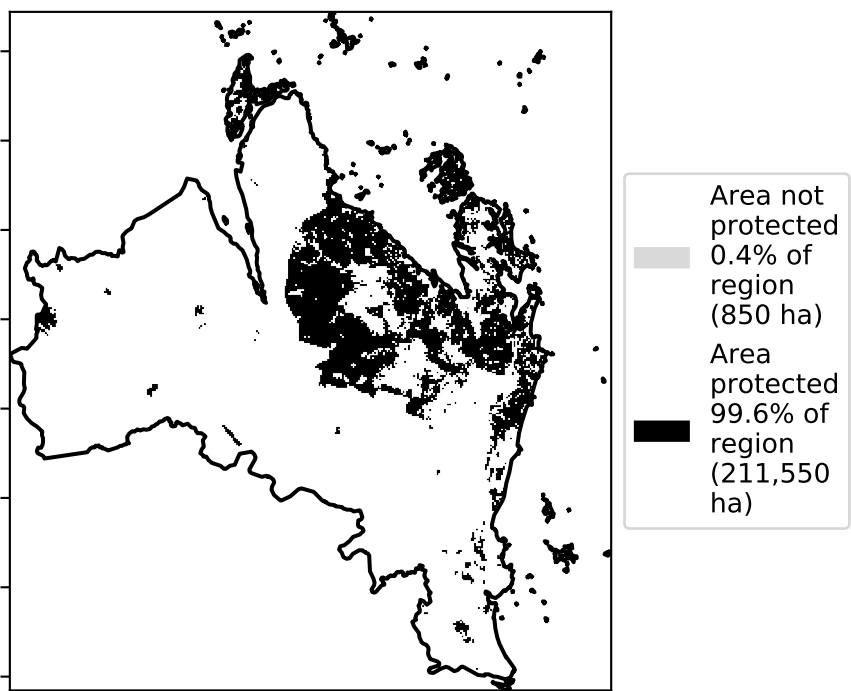 Area not
protected
0.4% of
region
(850 ha)
Area
protected
99.6% of
region
(211,550
ha)